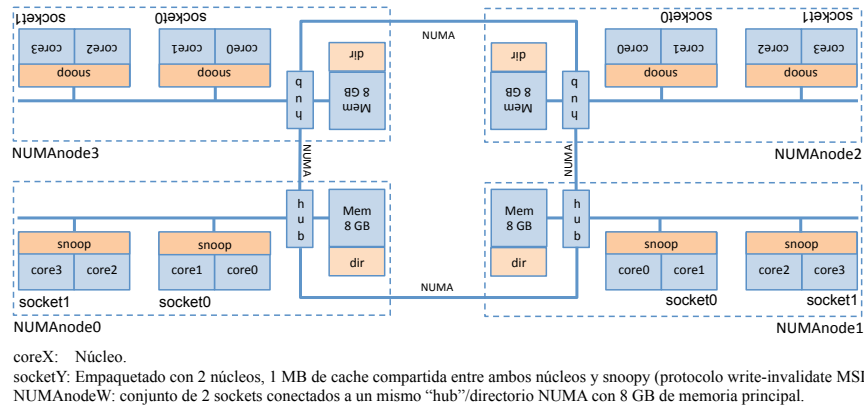 socket1
socket0
socket0
socket1
core3
core2
core1
core0
core0
core1
core2
core3
snoop
snoop
snoop
snoop
hub
Mem
8 GB
dir
NUMA
hub
Mem
8 GB
dir
NUMAnode3
NUMA
NUMA
NUMAnode2
hub
Mem
8 GB
dir
hub
Mem
8 GB
dir
snoop
snoop
snoop
snoop
core3
core2
core1
core0
core0
core1
core2
core3
socket1
socket0
NUMA
socket0
socket1
NUMAnode0
NUMAnode1
coreX: Núcleo.
socketY: Empaquetado con 2 núcleos, 1 MB de cache compartida entre ambos núcleos y snoopy (protocolo write-invalidate MSI
NUMAnodeW: conjunto de 2 sockets conectados a un mismo “hub”/directorio NUMA con 8 GB de memoria principal.